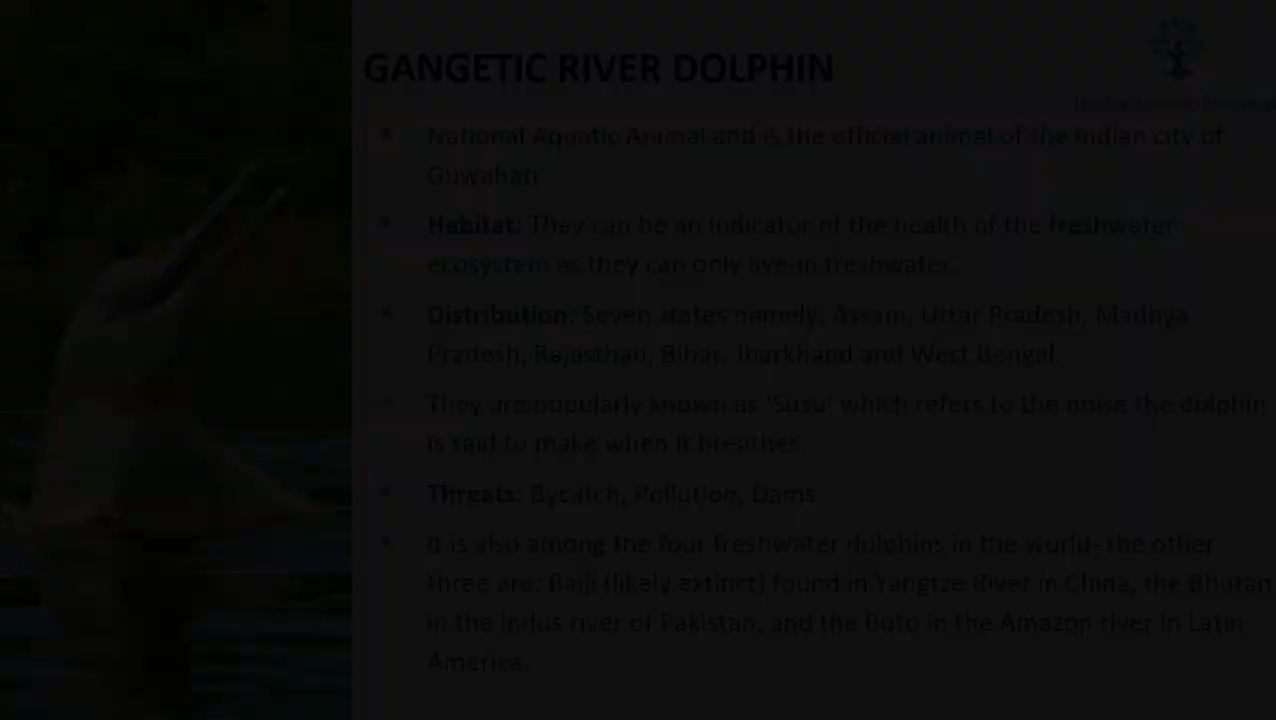 GANGETIC RIVER DOLPHIN
• National Aquatic Animal and is the official animal of the Indian city of
Guwahati
• Habitat: They can be an indicator of the health of the freshwater
ecosystem as they can only live-in freshwater.
• Distribution: Seven states namely, Assam, Uttar Pradesh, Madhya
Pradesh, Rajasthan, Bihar, Jharkhand and West Bengal
• They are popularly known as 'Susu' which refers to the noise the dolphin
is said to make when it breathes.
• Threats: Bycatch, Pollution, Dams
• It is also among the four freshwater dolphins in the world- the other
three are: Baiji (likely extinct) found in Yangtze River in China, the Bhutan
in the Indus river of Pakistan, and the Boto in the Amazon river in Latin
America.